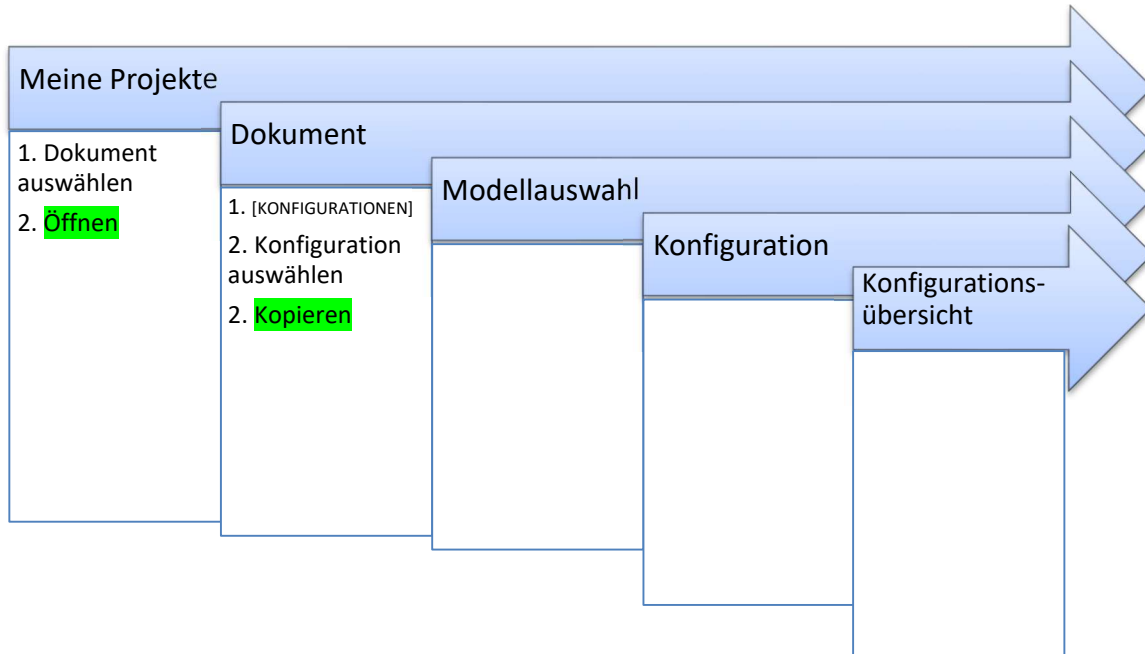 Meine Projekte
1. Dokument
auswählen
2. Öffnen
Dokument
1. [KONFIGURATIONEN]
2. Konfiguration
auswählen
2. Kopieren
Modellauswahl
Konfiguration
Konfigurations-
übersicht